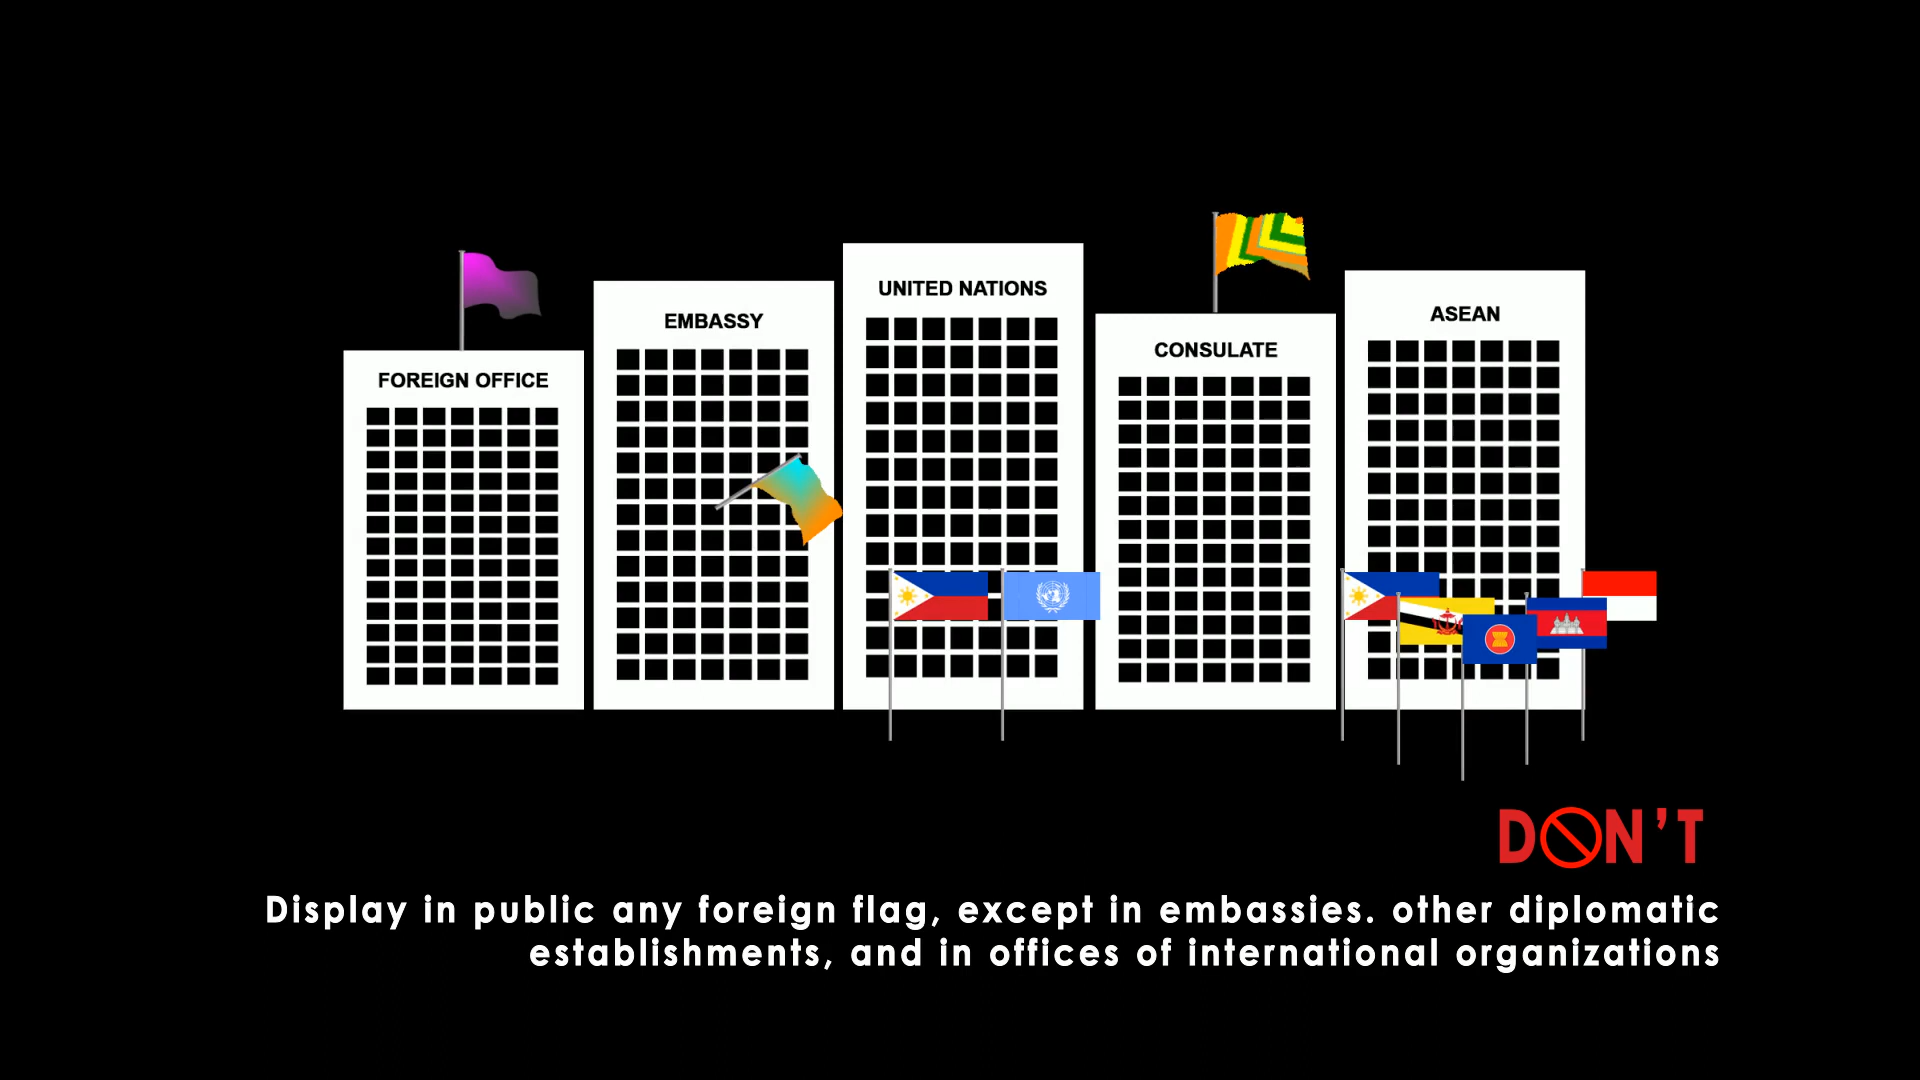 FOREIGN OFFICE
EMBASSY
UNITED NATIONS
CONSULATE
ASEAN
DON'T
Display in public any foreign flag, except in embassies. other diplomatic
establishments, and in offices of international organizations